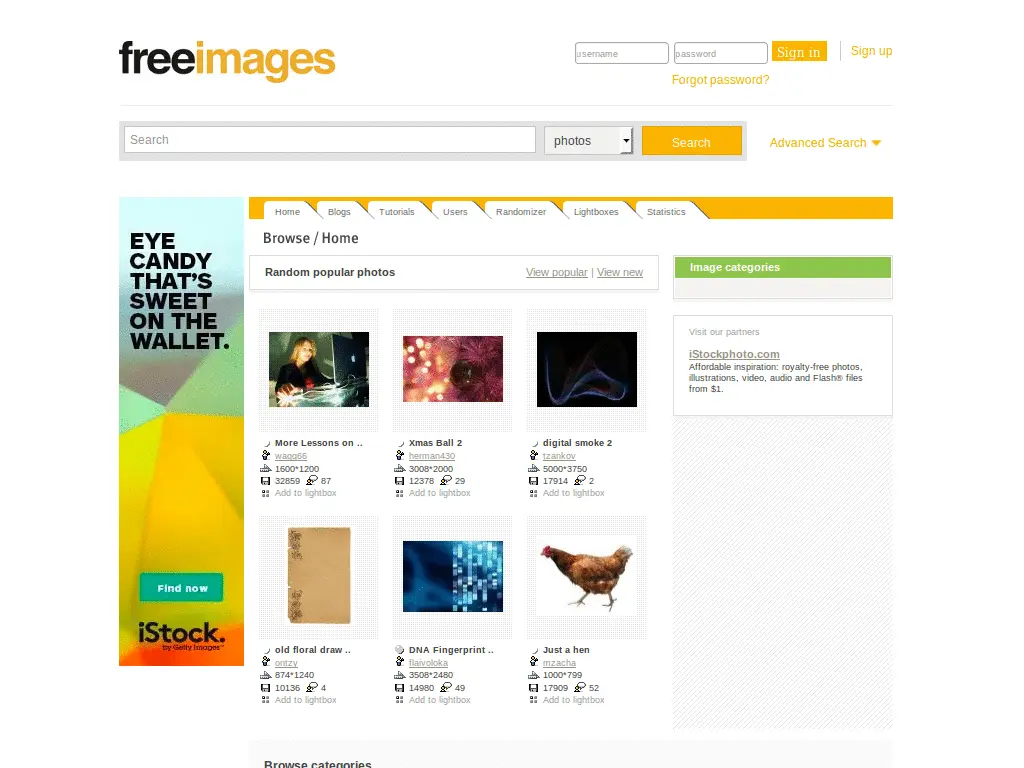 freeimages
username
password
Sign in
Sign up
Forgot password?
Search
photos
Search
Advanced Search
EYE
CANDY
THAT'S
SWEET
ON THE
WALLET.
Find now
iStock.
by Getty Images™
Home
Blogs
Tutorials
Users
Randomizer
Lightboxes
Statistics
Browse / Home
Random popular photos
View popular | View new
More Lessons on ..
wagg66
1600*1200
32859 87
Add to lightbox
Xmas Ball 2
herman430
3008*2000
12378 29
Add to lightbox
digital smoke 2
tzankov
5000*3750
17914 2
Add to lightbox
old floral draw ..
ontzy
874*1240
10136 4
Add to lightbox
DNA Fingerprint ..
flaivoloka
3508*2480
14980 49
Add to lightbox
Just a hen
mzacha
1000*799
17909 52
Add to lightbox
Image categories
Visit our partners
iStockphoto.com
Affordable inspiration: royalty-free photos,
illustrations, video, audio and Flash® files
from $1.
Browse categories